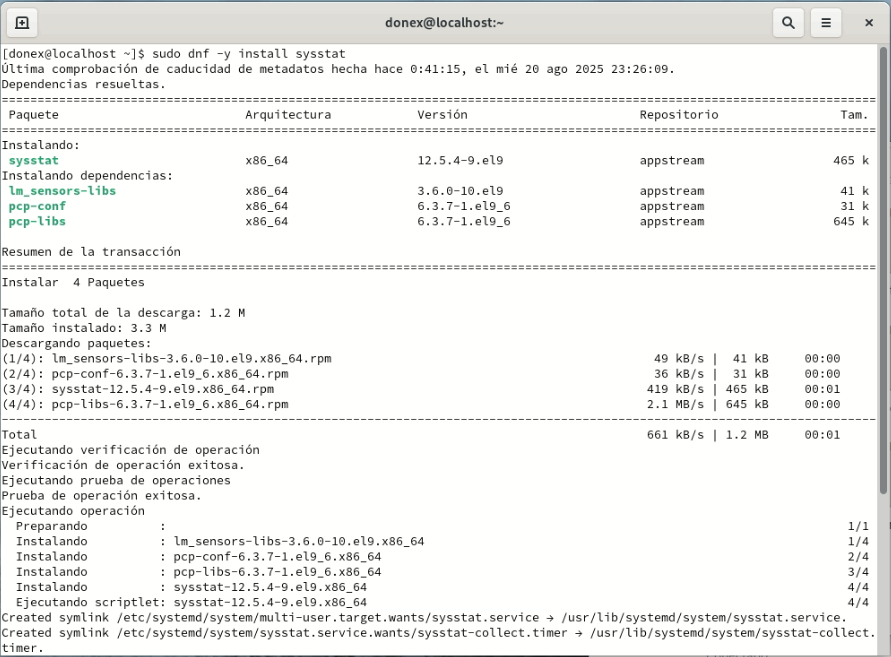 donex@localhost:~
[donex@localhost ~]$ sudo dnf -y install sysstat
Última comprobación de caducidad de metadatos hecha hace 0:41:15, el mié 20 ago 2025 23:26:09.
Dependencias resueltas.
Paquete Arquitectura Versión Repositorio Tam.
Instalando:
sysstat x86_64 12.5.4-9.el9 appstream 465 k
Instalando dependencias:
lm_sensors-libs x86_64 3.6.0-10.el9 appstream 41 k
pcp-conf x86_64 6.3.7-1.el9_6 appstream 31 k
pcp-libs x86_64 6.3.7-1.el9_6 appstream 645 k
Resumen de la transacción
Instalar 4 Paquetes
Tamaño total de la descarga: 1.2 M
Tamaño instalado: 3.3 M
Descargando paquetes:
(1/4): lm_sensors-libs-3.6.0-10.el9.x86_64.rpm 49 kB/s | 41 kB 00:00
(2/4): pcp-conf-6.3.7-1.el9_6.x86_64.rpm 36 kB/s | 31 kB 00:00
(3/4): sysstat-12.5.4-9.el9.x86_64.rpm 419 kB/s | 465 kB 00:01
(4/4): pcp-libs-6.3.7-1.el9_6.x86_64.rpm 2.1 MB/s | 645 kB 00:00
Total 661 kB/s | 1.2 MB 00:01
Ejecutando verificación de operación
Verificación de operación exitosa.
Ejecutando prueba de operaciones
Prueba de operación exitosa.
Ejecutando operación
Preparando : 1/1
Instalando : lm_sensors-libs-3.6.0-10.el9.x86_64 1/4
Instalando : pcp-conf-6.3.7-1.el9_6.x86_64 2/4
Instalando : pcp-libs-6.3.7-1.el9_6.x86_64 3/4
Instalando : sysstat-12.5.4-9.el9.x86_64 4/4
Ejecutando scriptlet: sysstat-12.5.4-9.el9.x86_64 4/4
Created symlink /etc/systemd/system/multi-user.target.wants/sysstat.service → /usr/lib/systemd/system/sysstat.service.
Created symlink /etc/systemd/system/sysstat.service.wants/sysstat-collect.timer → /usr/lib/systemd/system/sysstat-collect.
timer.